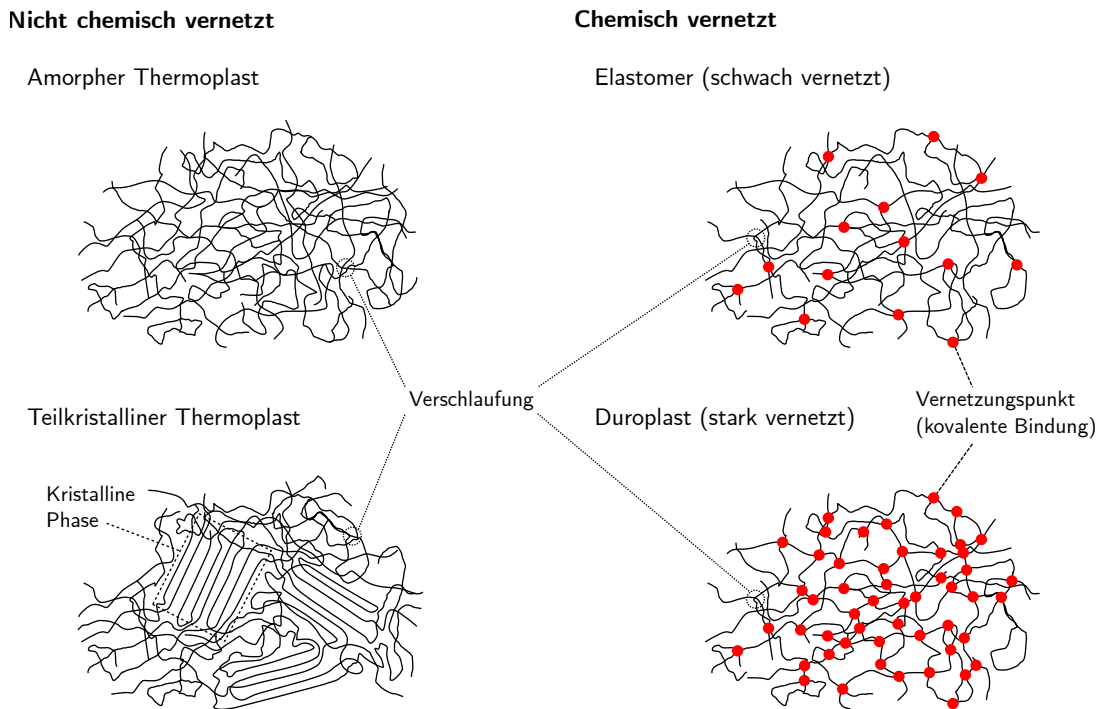 Nicht chemisch vernetzt
Chemisch vernetzt
Amorpher Thermoplast
Elastomer (schwach vernetzt)
Verschlaufung
Vernetzungspunkt
(kovalente Bindung)
Teilkristalliner Thermoplast
Duroplast (stark vernetzt)
Kristalline
Phase